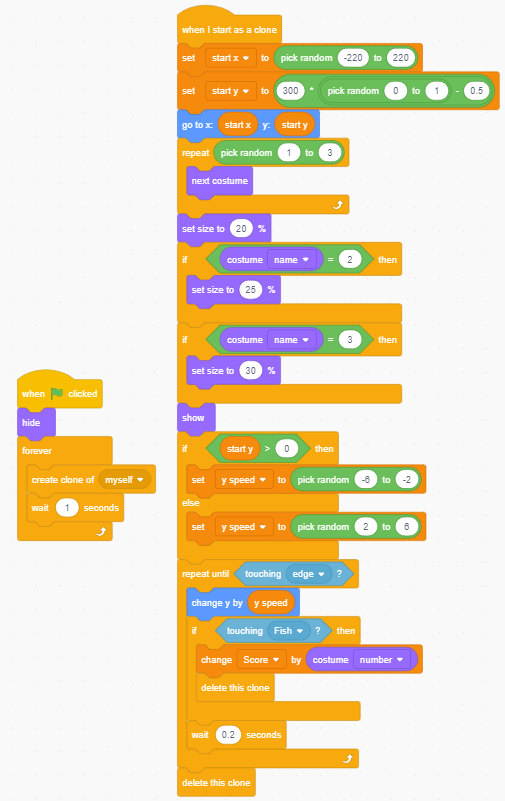 when clicked
hide
forever
create clone of myself
wait 1 seconds
when I start as a clone
set start x to pick random -220 to 220
set start y to 300 * pick random 0 to 1 - 0.5
go to x: start x y: start y
repeat pick random 1 to 3
next costume
set size to 20 %
if costume name = 2 then
set size to 25 %
if costume name = 3 then
set size to 30 %
show
if start y > 0 then
set y speed to pick random -6 to -2
else
set y speed to pick random 2 to 6
repeat until touching edge ?
change y by y speed
if touching Fish ? then
change Score by costume number
delete this clone
wait 0.2 seconds
delete this clone